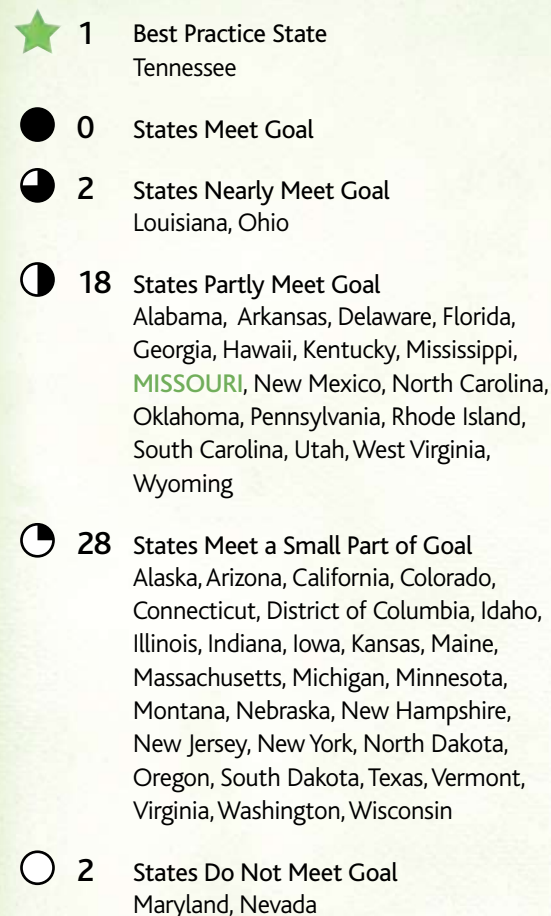 1 Best Practice State
Tennessee
0 States Meet Goal
2 States Nearly Meet Goal
Louisiana, Ohio
18 States Partly Meet Goal
Alabama, Arkansas, Delaware, Florida,
Georgia, Hawaii, Kentucky, Mississippi,
MISSOURI, New Mexico, North Carolina,
Oklahoma, Pennsylvania, Rhode Island,
South Carolina, Utah, West Virginia,
Wyoming
28 States Meet a Small Part of Goal
Alaska, Arizona, California, Colorado,
Connecticut, District of Columbia, Idaho,
Illinois, Indiana, Iowa, Kansas, Maine,
Massachusetts, Michigan, Minnesota,
Montana, Nebraska, New Hampshire,
New Jersey, New York, North Dakota,
Oregon, South Dakota, Texas, Vermont,
Virginia, Washington, Wisconsin
2 States Do Not Meet Goal
Maryland, Nevada